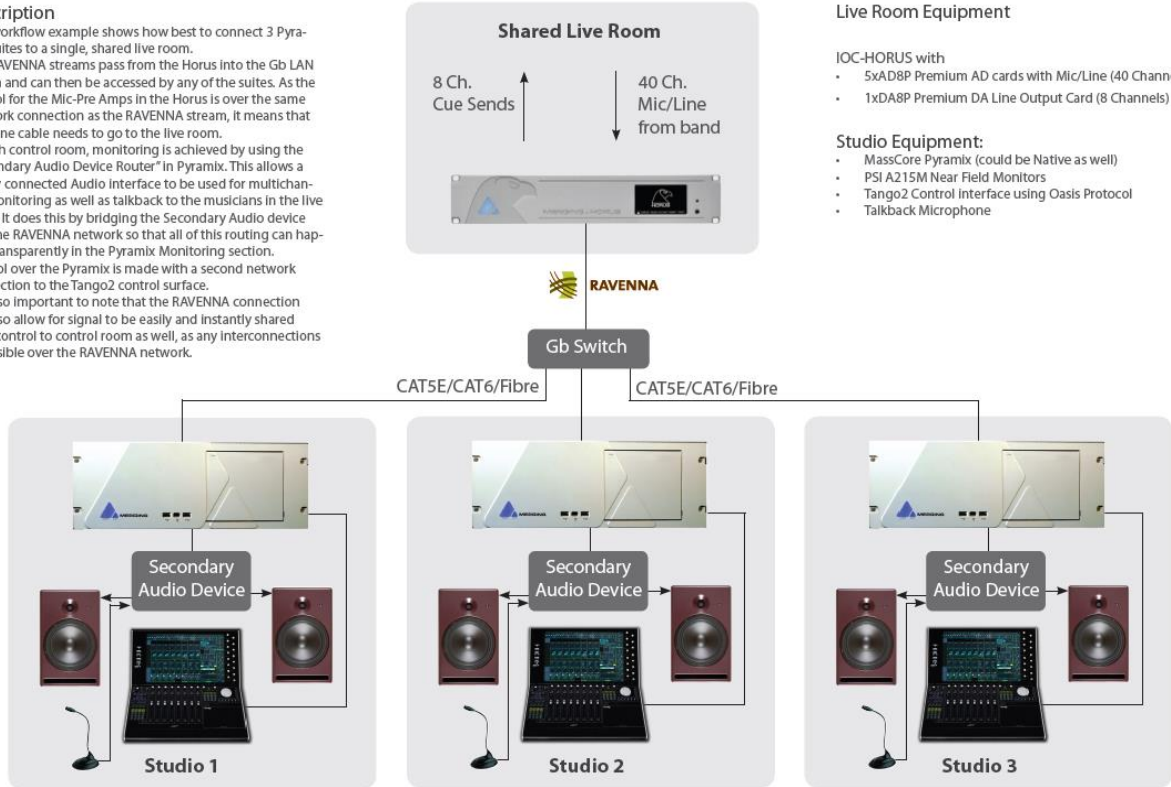 ription
orkflow example shows how best to connect 3 Pyra-
uites to a single, shared live room.
AVENNA streams pass from the Horus into the Gb LAN
n and can then be accessed by any of the suites. As the
ol for the Mic-Pre Amps in the Horus is over the same
ork connection as the RAVENNA stream, it means that
ne cable needs to go to the live room.
ch control room, monitoring is achieved by using the
ndary Audio Device Router" in Pyramix. This allows a
y connected Audio interface to be used for multichan-
onitoring as well as talkback to the musicians in the live
. It does this by bridging the Secondary Audio device
he RAVENNA network so that all of this routing can hap-
ansparently in the Pyramix Monitoring section.
ol over the Pyramix is made with a second network
ection to the Tango2 control surface.
so important to note that the RAVENNA connection
so allow for signal to be easily and instantly shared
control to control room as well, as any interconnections
sible over the RAVENNA network.
Shared Live Room
8 Ch.
Cue Sends
40 Ch.
Mic/Line
from band
MERGING+HORUS
HORUS
Live Room Equipment
IOC-HORUS with
• 5xAD8P Premium AD cards with Mic/Line (40 Chann
• 1xDA8P Premium DA Line Output Card (8 Channels)
Studio Equipment:
• MassCore Pyramix (could be Native as well)
• PSI A215M Near Field Monitors
• Tango2 Control interface using Oasis Protocol
• Talkback Microphone
RAVENNA
Gb Switch
CAT5E/CAT6/Fibre
CAT5E/CAT6/Fibre
MERGING
Secondary
Audio Device
Studio 1
MERGING
Secondary
Audio Device
Studio 2
MERGING
Secondary
Audio Device
Studio 3